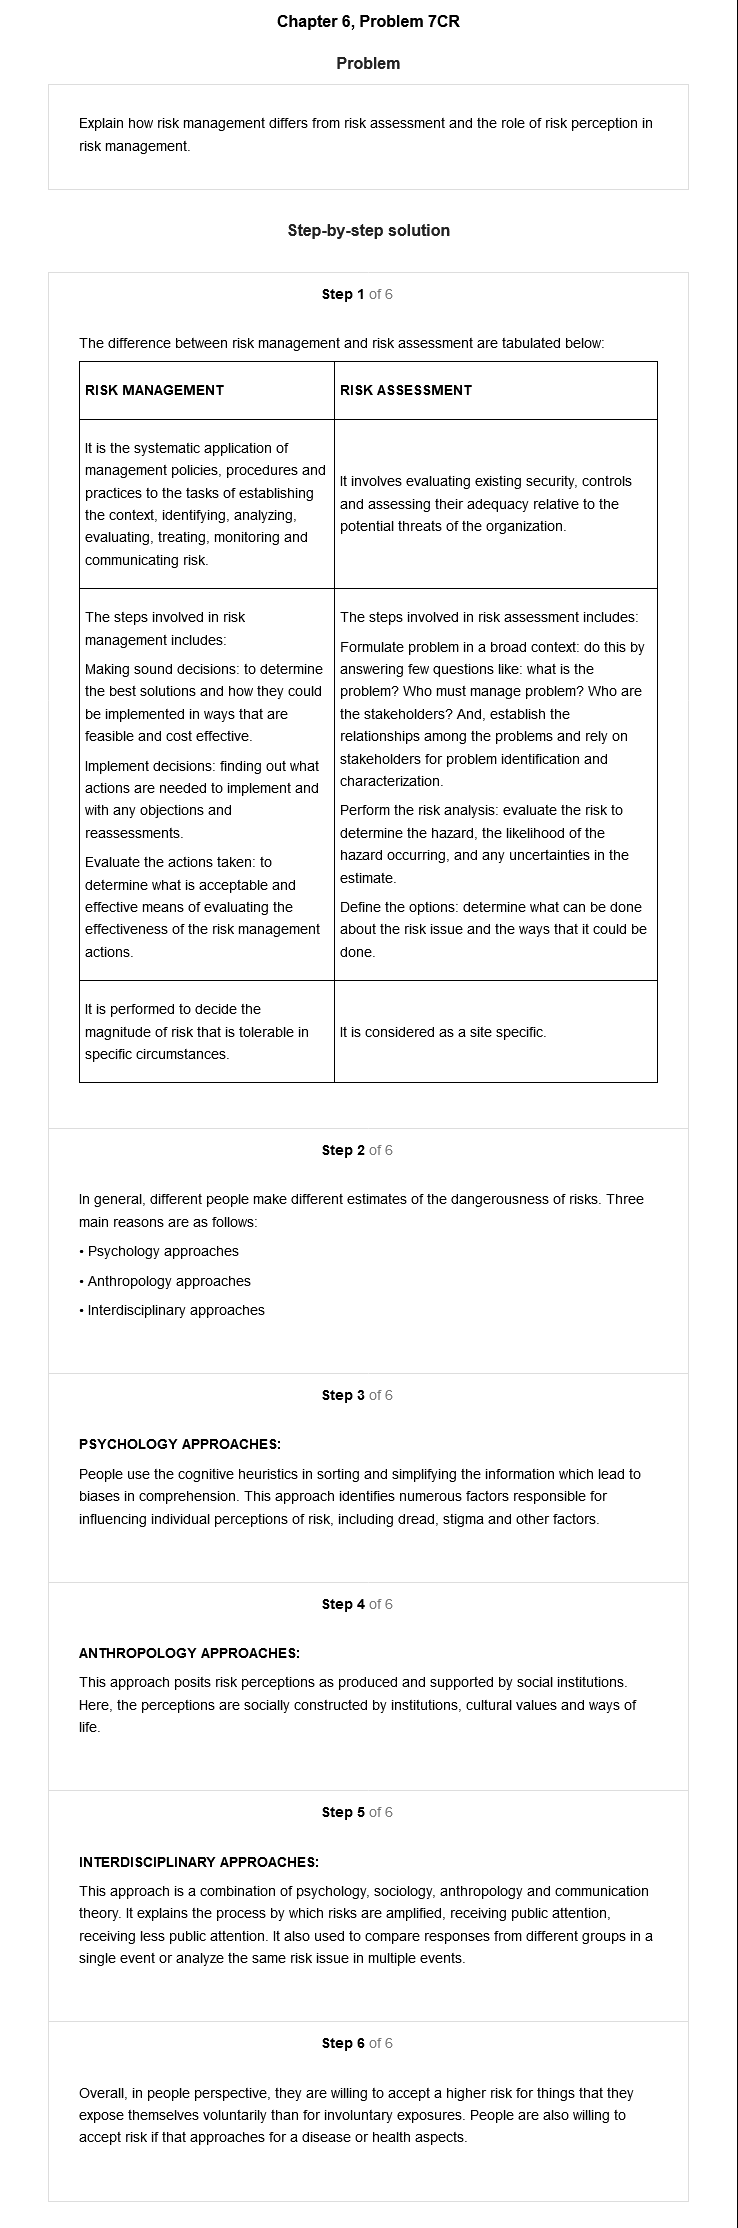 Chapter 6, Problem 7CR
Problem
Explain how risk management differs from risk assessment and the role of risk perception in
risk management.
Step-by-step solution
Step 1 of 6
The difference between risk management and risk assessment are tabulated below:
RISK MANAGEMENT
RISK ASSESSMENT
It is the systematic application of
management policies, procedures and
practices to the tasks of establishing
the context, identifying, analyzing,
evaluating, treating, monitoring and
communicating risk.
It involves evaluating existing security, controls
and assessing their adequacy relative to the
potential threats of the organization.
The steps involved in risk
management includes:
Making sound decisions: to determine
the best solutions and how they could
be implemented in ways that are
feasible and cost effective.
Implement decisions: finding out what
actions are needed to implement and
with any objections and
reassessments.
Evaluate the actions taken: to
determine what is acceptable and
effective means of evaluating the
effectiveness of the risk management
actions.
The steps involved in risk assessment includes:
Formulate problem in a broad context: do this by
answering few questions like: what is the
problem? Who must manage problem? Who are
the stakeholders? And, establish the
relationships among the problems and rely on
stakeholders for problem identification and
characterization.
Perform the risk analysis: evaluate the risk to
determine the hazard, the likelihood of the
hazard occurring, and any uncertainties in the
estimate.
Define the options: determine what can be done
about the risk issue and the ways that it could be
done.
It is performed to decide the
magnitude of risk that is tolerable in
specific circumstances.
It is considered as a site specific.
Step 2 of 6
In general, different people make different estimates of the dangerousness of risks. Three
main reasons are as follows:
• Psychology approaches
• Anthropology approaches
• Interdisciplinary approaches
Step 3 of 6
PSYCHOLOGY APPROACHES:
People use the cognitive heuristics in sorting and simplifying the information which lead to
biases in comprehension. This approach identifies numerous factors responsible for
influencing individual perceptions of risk, including dread, stigma and other factors.
Step 4 of 6
ANTHROPOLOGY APPROACHES:
This approach posits risk perceptions as produced and supported by social institutions.
Here, the perceptions are socially constructed by institutions, cultural values and ways of
life.
Step 5 of 6
INTERDISCIPLINARY APPROACHES:
This approach is a combination of psychology, sociology, anthropology and communication
theory. It explains the process by which risks are amplified, receiving public attention,
receiving less public attention. It also used to compare responses from different groups in a
single event or analyze the same risk issue in multiple events.
Step 6 of 6
Overall, in people perspective, they are willing to accept a higher risk for things that they
expose themselves voluntarily than for involuntary exposures. People are also willing to
accept risk if that approaches for a disease or health aspects.